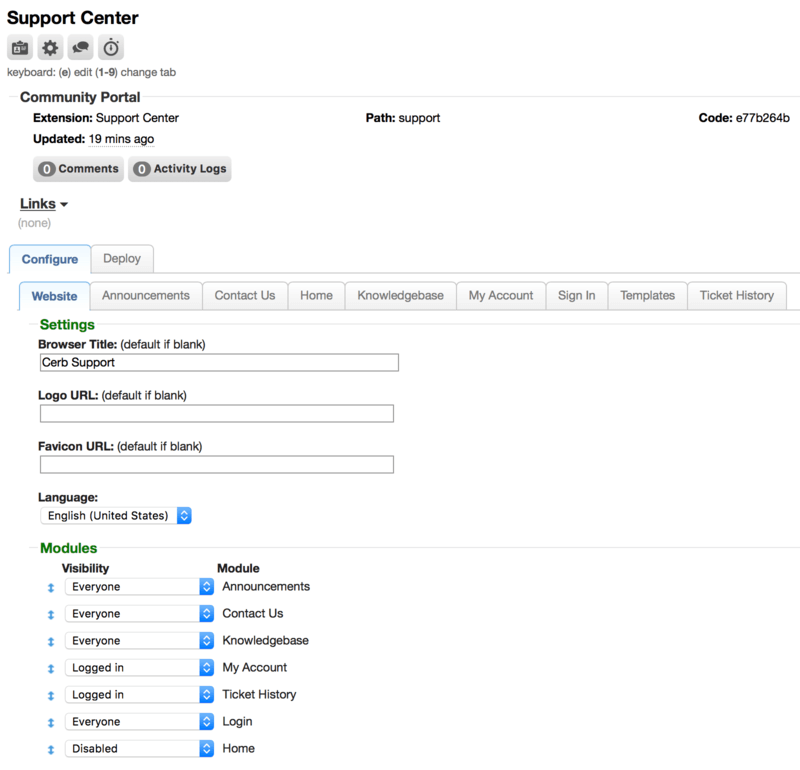 Support Center
keyboard: (e) edit (1-9) change tab
Community Portal
Extension: Support Center Path: support Code: e77b264b
Updated: 19 mins ago
0 Comments 0 Activity Logs
Links
(none)
Configure Deploy
Website Announcements Contact Us Home Knowledgebase My Account Sign In Templates Ticket History
Settings
Browser Title: (default if blank)
Cerb Support
Logo URL: (default if blank)
Favicon URL: (default if blank)
Language:
English (United States)
Modules
Visibility Module
Everyone Announcements
Everyone Contact Us
Everyone Knowledgebase
Logged in My Account
Logged in Ticket History
Everyone Login
Disabled Home